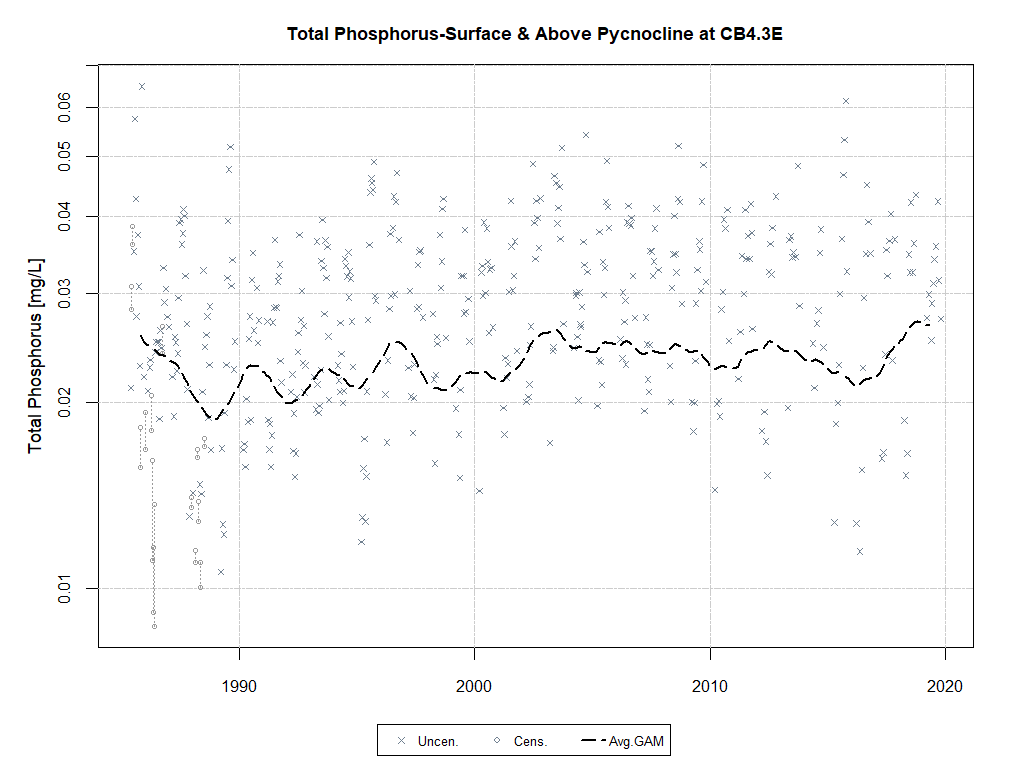 Total Phosphorus-Surface & Above Pycnocline at CB4.3E
Total Phosphorus [mg/L]
0.06
0.05
0.04
0.03
0.02
0.01
1990 2000 2010 2020
Uncen. Cens. Avg.GAM